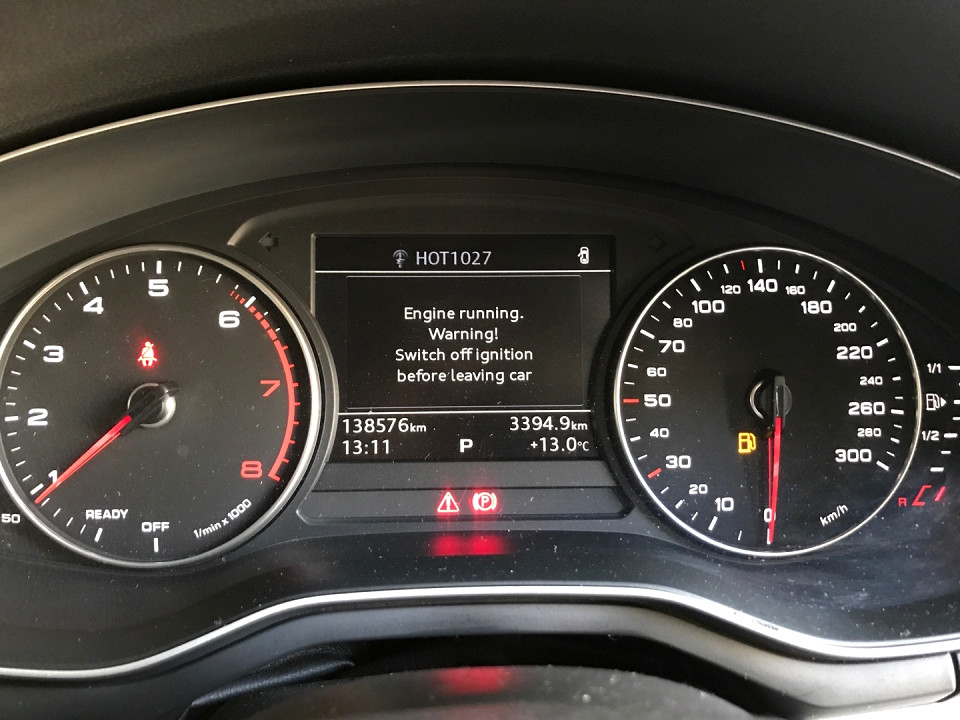 HOT1027
Engine running.
Warning!
Switch off ignition
before leaving car
138576km 3394.9km
13:11 P +13.0°C
1
2
3
4
5
6
7
8
READY
OFF
1/min x 1000
50
0
10
20
30
40
50
60
70
80
100
120
140
160
180
200
220
240
260
280
300
km/h
1/1
1/2
R
P